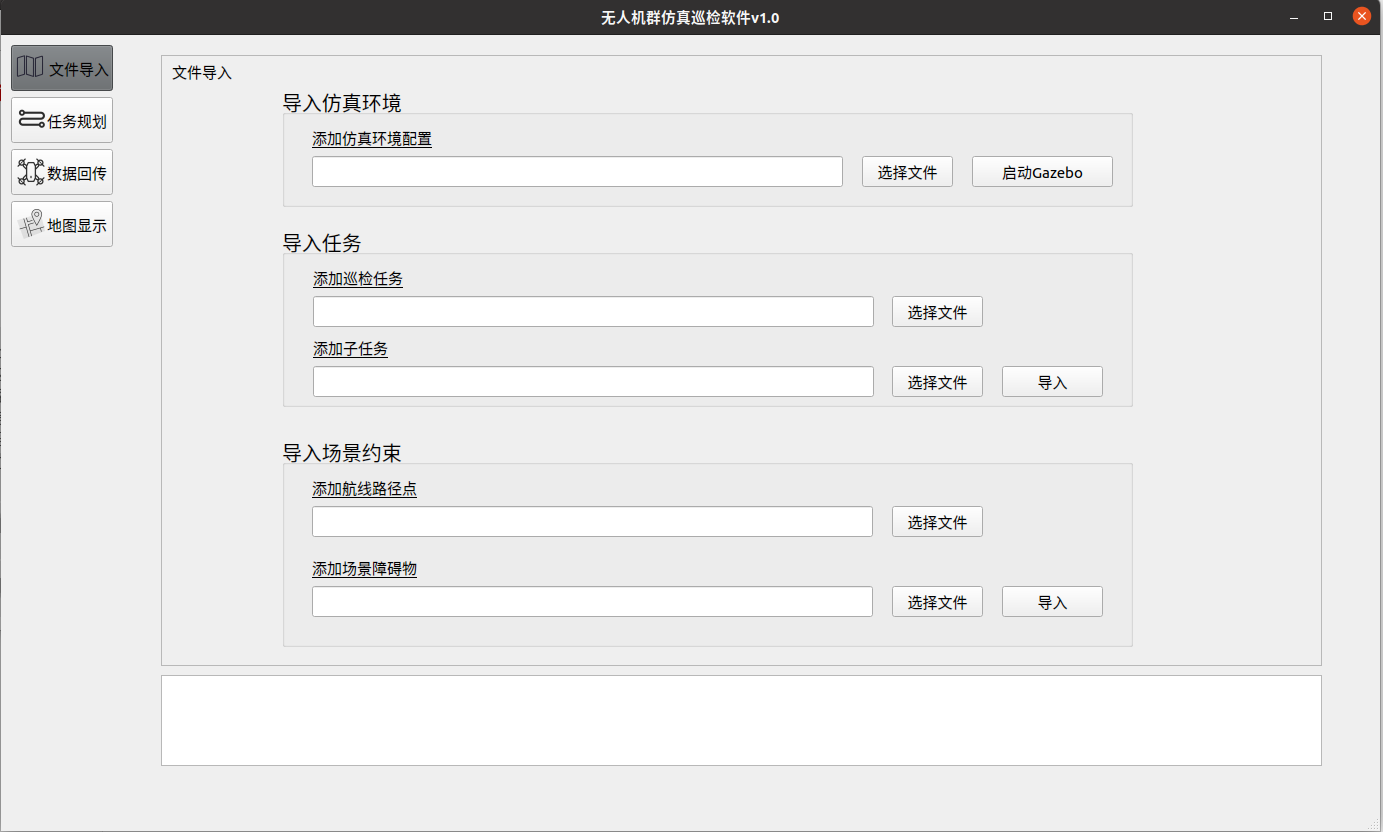 无人机群仿真巡检软件v1.0
文件导入
任务规划
数据回传
地图显示
文件导入
导入仿真环境
添加仿真环境配置
选择文件
启动Gazebo
导入任务
添加巡检任务
选择文件
添加子任务
选择文件
导入
导入场景约束
添加航线路径点
选择文件
添加场景障碍物
选择文件
导入